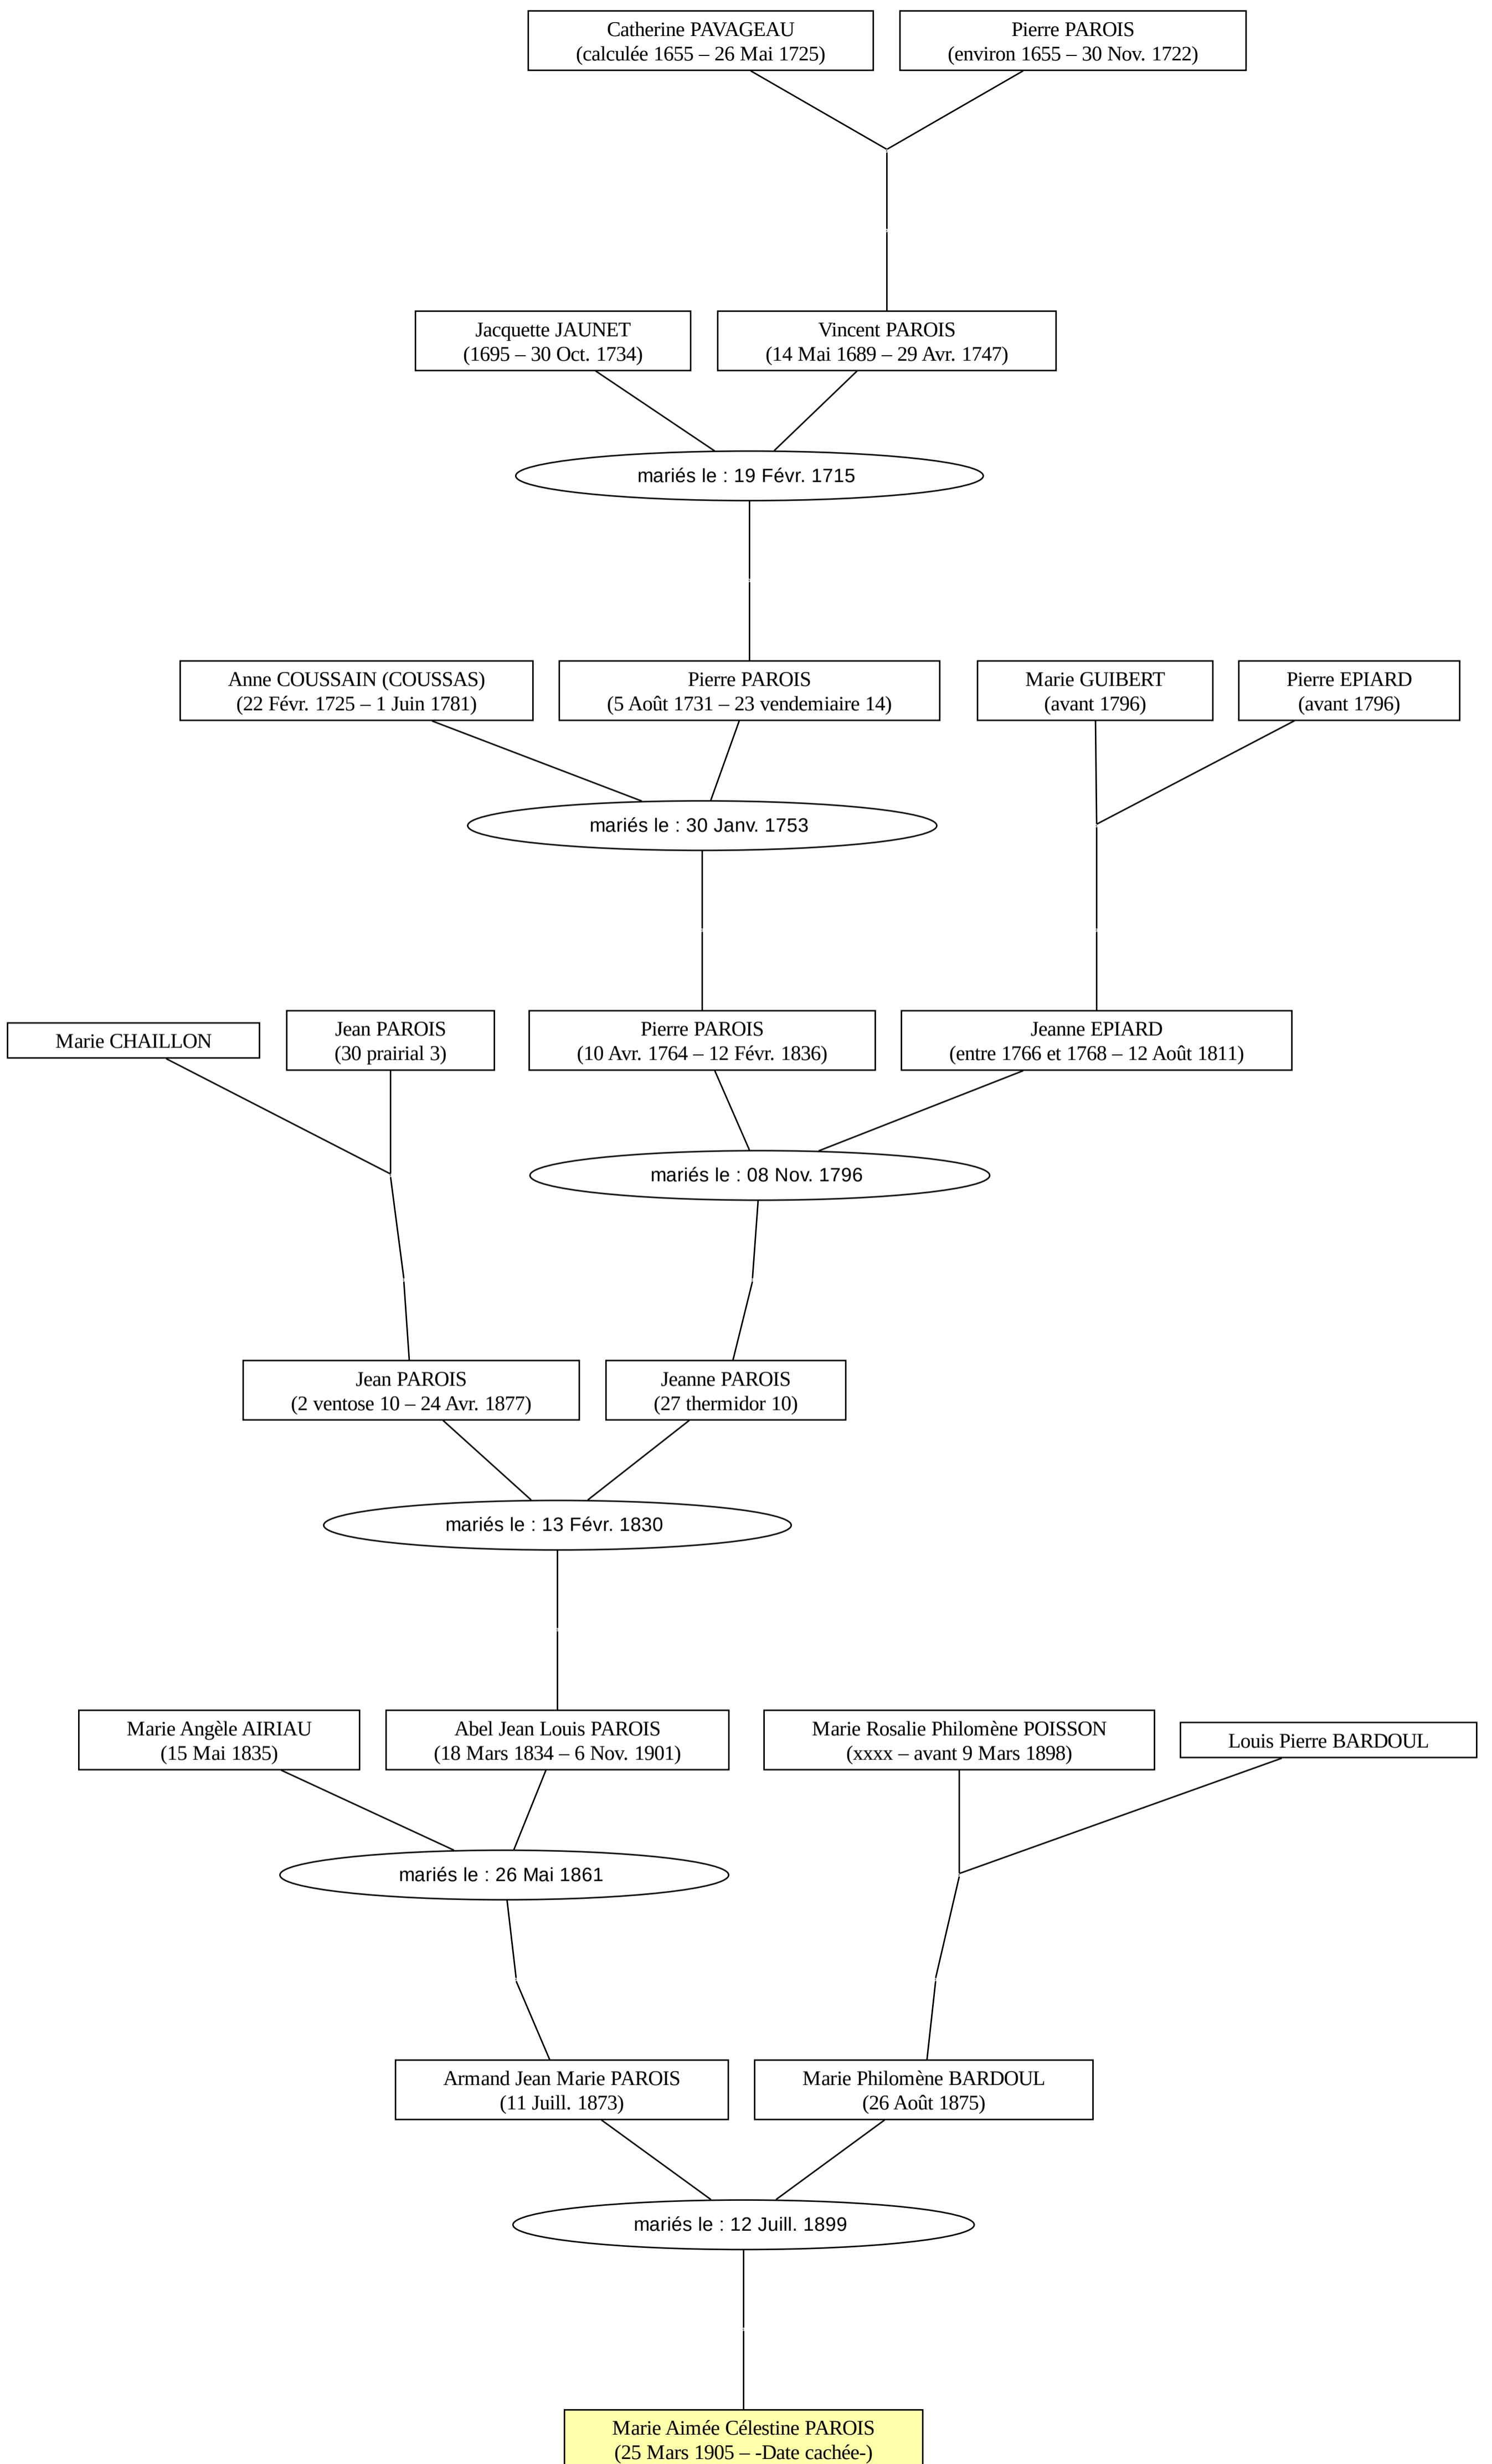 Catherine PAVAGEAU
(calculée 1655 – 26 Mai 1725)
Pierre PAROIS
(environ 1655 – 30 Nov. 1722)
Jacquette JAUNET
(1695 – 30 Oct. 1734)
Vincent PAROIS
(14 Mai 1689 – 29 Avr. 1747)
mariés le : 19 Févr. 1715
Anne COUSSAIN (COUSSAS)
(22 Févr. 1725 – 1 Juin 1781)
Pierre PAROIS
(5 Août 1731 – 23 vendemiaire 14)
Marie GUIBERT
(avant 1796)
Pierre EPIARD
(avant 1796)
mariés le : 30 Janv. 1753
Marie CHAILLON
Jean PAROIS
(30 prairial 3)
Pierre PAROIS
(10 Avr. 1764 – 12 Févr. 1836)
Jeanne EPIARD
(entre 1766 et 1768 – 12 Août 1811)
mariés le : 08 Nov. 1796
Jean PAROIS
(2 ventose 10 – 24 Avr. 1877)
Jeanne PAROIS
(27 thermidor 10)
mariés le : 13 Févr. 1830
Marie Angèle AIRIAU
(15 Mai 1835)
Abel Jean Louis PAROIS
(18 Mars 1834 – 6 Nov. 1901)
Marie Rosalie Philomène POISSON
(xxxx – avant 9 Mars 1898)
Louis Pierre BARDOUL
mariés le : 26 Mai 1861
Armand Jean Marie PAROIS
(11 Juill. 1873)
Marie Philomène BARDOUL
(26 Août 1875)
mariés le : 12 Juill. 1899
Marie Aimée Célestine PAROIS
(25 Mars 1905 – -Date cachée-)